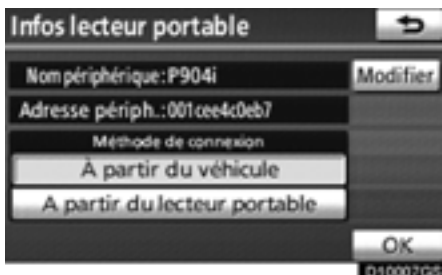 Infos lecteur portable
Nom périphérique:P904i
Modifier
Adresse périph.:001cee4c0eb7
Méthode de connexion
À partir du véhicule
A partir du lecteur portable
OK